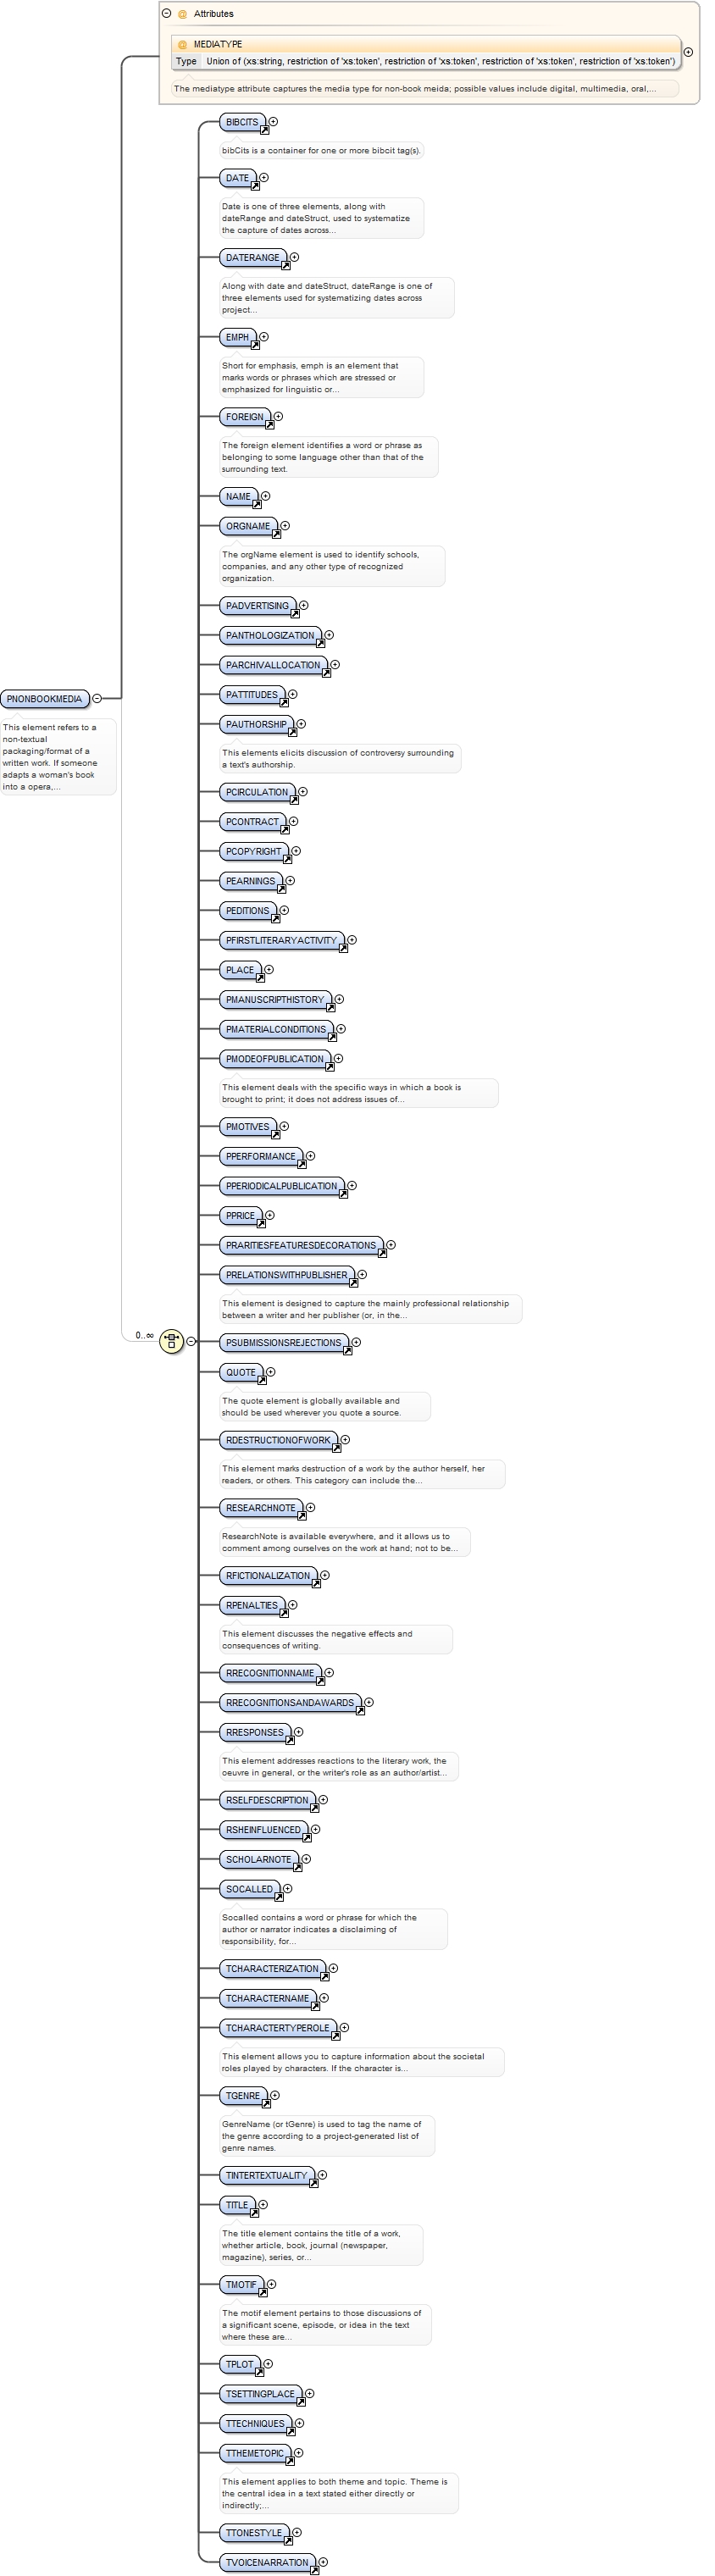 Attributes
MEDIATYPE
Type Union of (xs:string, restriction of 'xs:token', restriction of 'xs:token', restriction of 'xs:token', restriction of 'xs:token')
The mediatype attribute captures the media type for non-book meida; possible values include digital, multimedia, oral,...
BIBCITS
bibCits is a container for one or more bibcit tag(s).
DATE
Date is one of three elements, along with
dateRange and dateStruct, used to systematize
the capture of dates across...
DATERANGE
Along with date and dateStruct, dateRange is one of
three elements used for systematizing dates across
project...
EMPH
Short for emphasis, emph is an element that
marks words or phrases which are stressed or
emphasized for linguistic or...
FOREIGN
The foreign element identifies a word or phrase as
belonging to some language other than that of the
surrounding text.
NAME
ORGNAME
The orgName element is used to identify schools,
companies, and any other type of recognized
organization.
PADVERTISING
PANTHOLOGIZATION
PARCHIVALLOCATION
PATTITUDES
PNONBOOKMEDIA
This element refers to a
non-textual
packaging/format of a
written work. If someone
adapts a woman's book
into a opera,...
PAUTHORSHIP
This elements elicits discussion of controversy surrounding
a text's authorship.
PCIRCULATION
PCONTRACT
PCOPYRIGHT
PEARNINGS
PEDITIONS
PFIRSTLITERARYACTIVITY
PLACE
PMANUSCRIPTHISTORY
PMATERIALCONDITIONS
PMODEOFPUBLICATION
This element deals with the specific ways in which a book is
brought to print; it does not address issues of...
PMOTIVES
PPERFORMANCE
PPERIODICALPUBLICATION
PPRICE
PRARITIESFEATURESDECORATIONS
PRELATIONSWITHPUBLISHER
This element is designed to capture the mainly professional relationship
between a writer and her publisher (or, in the...
0..∞
PSUBMISSIONSREJECTIONS
QUOTE
The quote element is globally available and
should be used wherever you quote a source.
RDESTRUCTIONOFWORK
This element marks destruction of a work by the author herself, her
readers, or others. This category can include the...
RESEARCHNOTE
ResearchNote is available everywhere, and it allows us to
comment among ourselves on the work at hand; not to be...
RFICTIONALIZATION
RPENALTIES
This element discusses the negative effects and
consequences of writing.
RRECOGNITIONNAME
RRECOGNITIONSANDAWARDS
RRESPONSES
This element addresses reactions to the literary work, the
oeuvre in general, or the writer's role as an author/artist...
RSELFDESCRIPTION
RSHEINFLUENCED
SCHOLARNOTE
SOCALLED
Socalled contains a word or phrase for which the
author or narrator indicates a disclaiming of
responsibility, for...
TCHARACTERIZATION
TCHARACTERNAME
TCHARACTERTYPEROLE
This element allows you to capture information about the societal
roles played by characters. If the character is...
TGENRE
GenreName (or tGenre) is used to tag the name of
the genre according to a project-generated list of
genre names.
TINTERTEXTUALITY
TITLE
The title element contains the title of a work,
whether article, book, journal (newspaper,
magazine), series, or...
TMOTIF
The motif element pertains to those discussions of
a significant scene, episode, or idea in the text
where these are...
TPLOT
TSETTINGPLACE
TTECHNIQUES
TTHEMETOPIC
This element applies to both theme and topic. Theme is
the central idea in a text stated either directly or
indirectly;...
TTONESTYLE
TVOICENARRATION